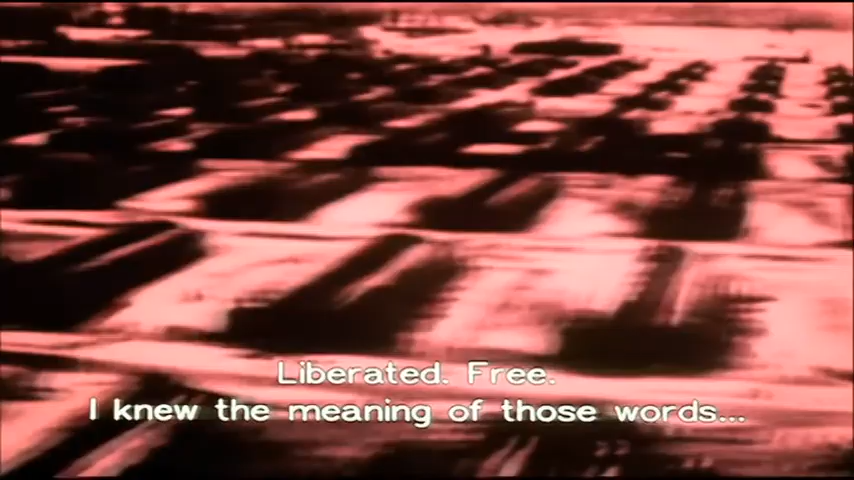 Liberated. Free.
I knew the meaning of those words...